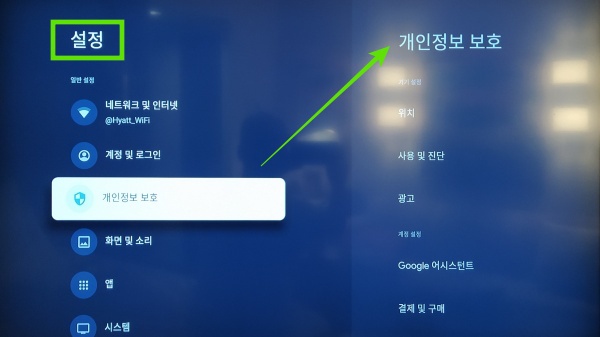 설정
일반 설정
네트워크 및 인터넷
@Hyatt_WiFi
계정 및 로그인
개인정보 보호
화면 및 소리
앱
시스템
개인정보 보호
기기 설정
위치
사용 및 진단
광고
계정 설정
Google 어시스턴트
결제 및 구매